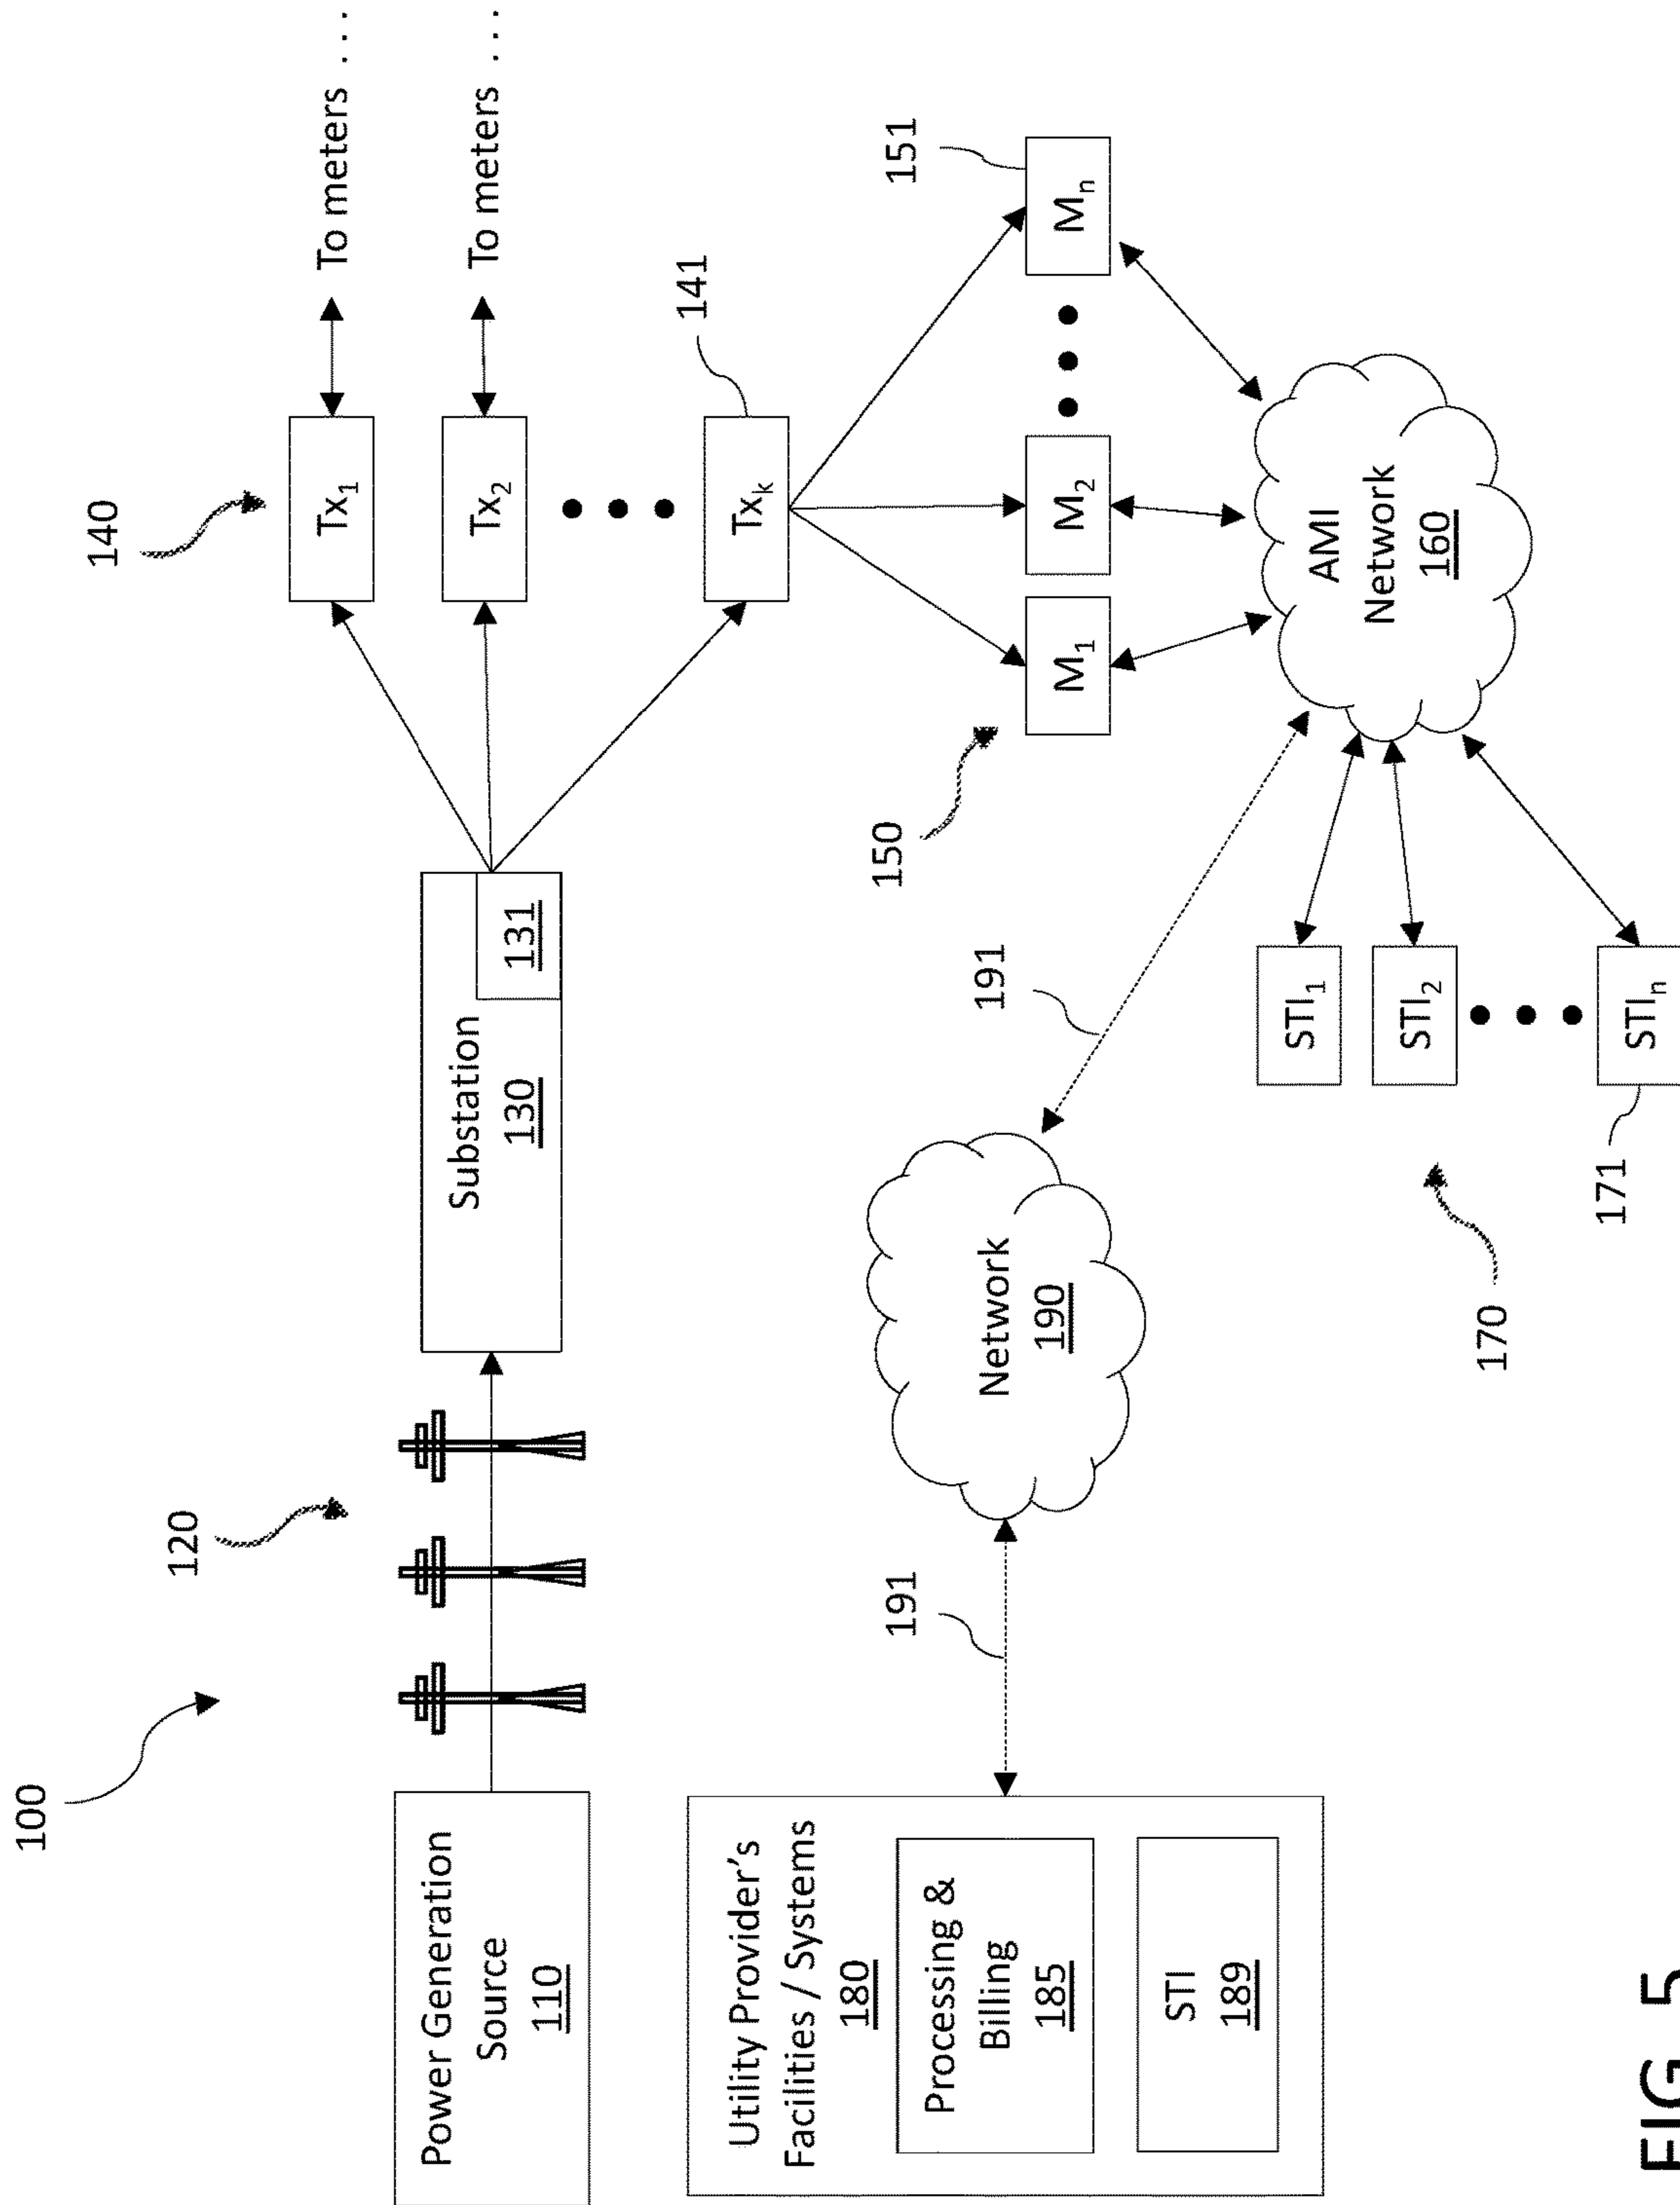 100
120
140
To meters . . .
To meters . . .
Power Generation
Source
110
Substation
130
131
Tx1
Tx2
Txk
141
Utility Provider's
Facilities / Systems
180
Processing &
Billing
185
STI
189
191
Network
190
191
150
M1
M2
Mn
151
AMI
Network
160
STI1
STI2
STIn
170
171
FIG. 5